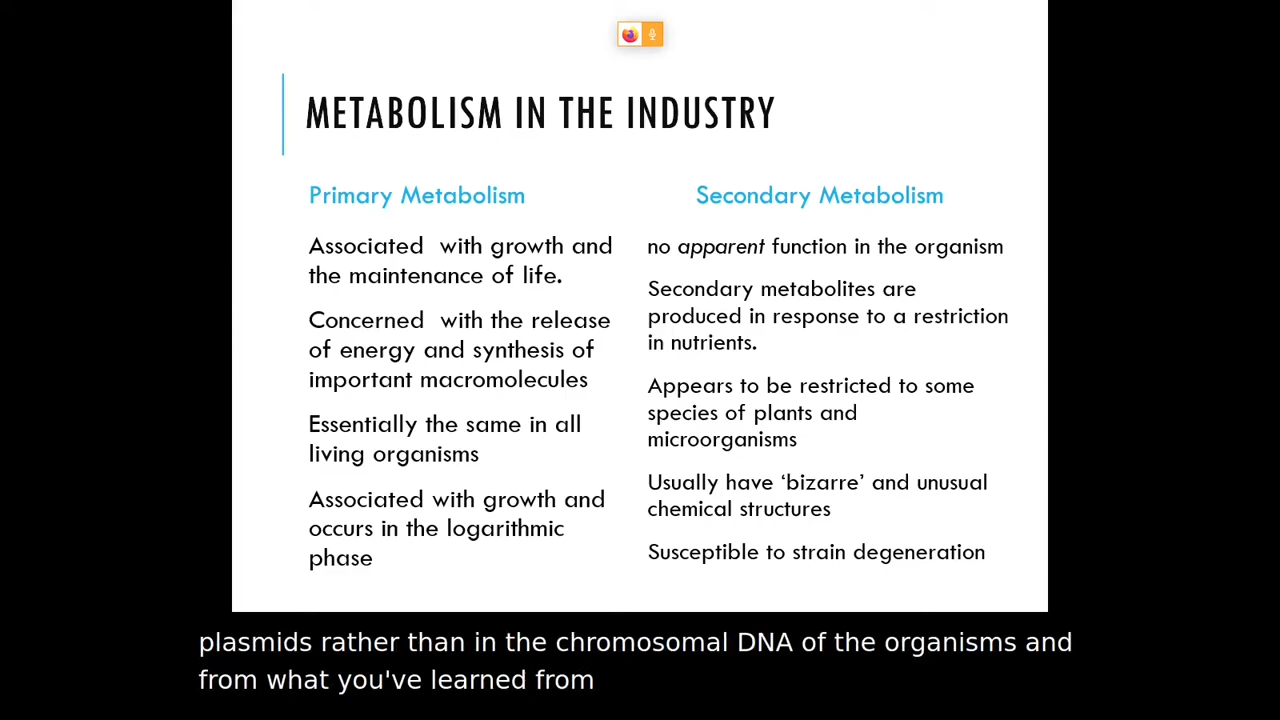 METABOLISM IN THE INDUSTRY
Primary Metabolism
Associated with growth and
the maintenance of life.
Concerned with the release
of energy and synthesis of
important macromolecules
Essentially the same in all
living organisms
Associated with growth and
occurs in the logarithmic
phase
Secondary Metabolism
no apparent function in the organism
Secondary metabolites are
produced in response to a restriction
in nutrients.
Appears to be restricted to some
species of plants and
microorganisms
Usually have ‘bizarre’ and unusual
chemical structures
Susceptible to strain degeneration
plasmids rather than in the chromosomal DNA of the organisms and
from what you've learned from